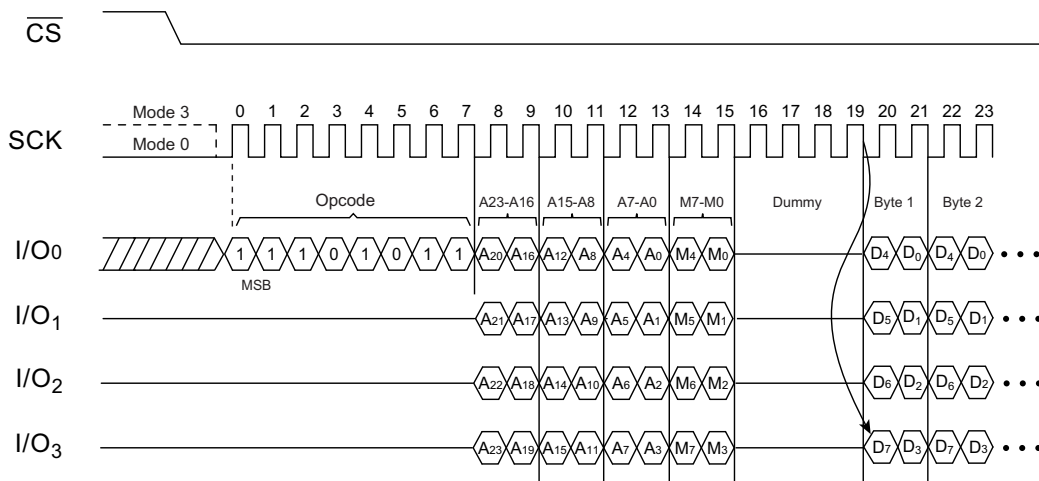 CS
Mode 3 0 1 2 3 4 5 6 7 8 9 10 11 12 13 14 15 16 17 18 19 20 21 22 23
SCK
Mode 0
Opcode A23-A16 A15-A8 A7-A0 M7-M0 Dummy Byte 1 Byte 2
I/O0 1 1 1 0 1 0 1 1 A20 A16 A12 A8 A4 A0 M4 M0 D4 D0 D4 D0
MSB
I/O1 A21 A17 A13 A9 A5 A1 M5 M1 D5 D1 D5 D1
I/O2 A22 A18 A14 A10 A6 A2 M6 M2 D6 D2 D6 D2
I/O3 A23 A19 A15 A11 A7 A3 M7 M3 D7 D3 D7 D3